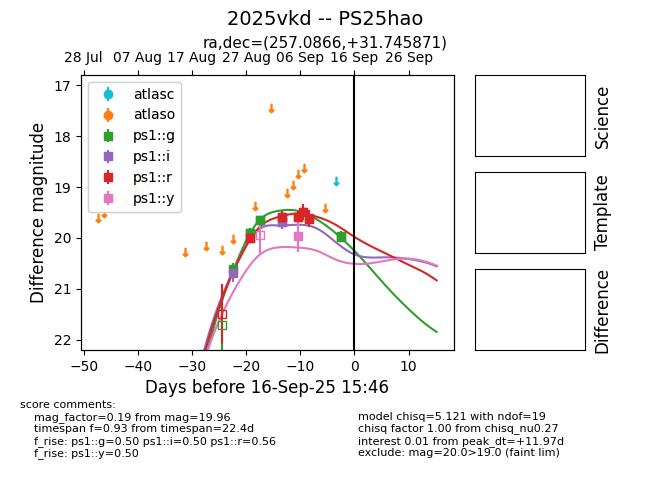 2025vkd -- PS25hao
ra,dec=(257.0866,+31.745871)
28 Jul 07 Aug 17 Aug 27 Aug 06 Sep 16 Sep 26 Sep
17
18
19
20
21
22
Difference magnitude
atlasc
atlaso
ps1::g
ps1::i
ps1::r
ps1::y
−50 −40 −30 −20 −10 0 10
Days before 16-Sep-25 15:46
Science
Template
Difference
score comments:
mag_factor=0.19 from mag=19.96
timespan f=0.93 from timespan=22.4d
f_rise: ps1::g=0.50 ps1::i=0.50 ps1::r=0.56
f_rise: ps1::y=0.50
model chisq=5.121 with ndof=19
chisq factor 1.00 from chisq_nu0.27
interest 0.01 from peak_dt=+11.97d
exclude: mag=20.0>19.0 (faint lim)